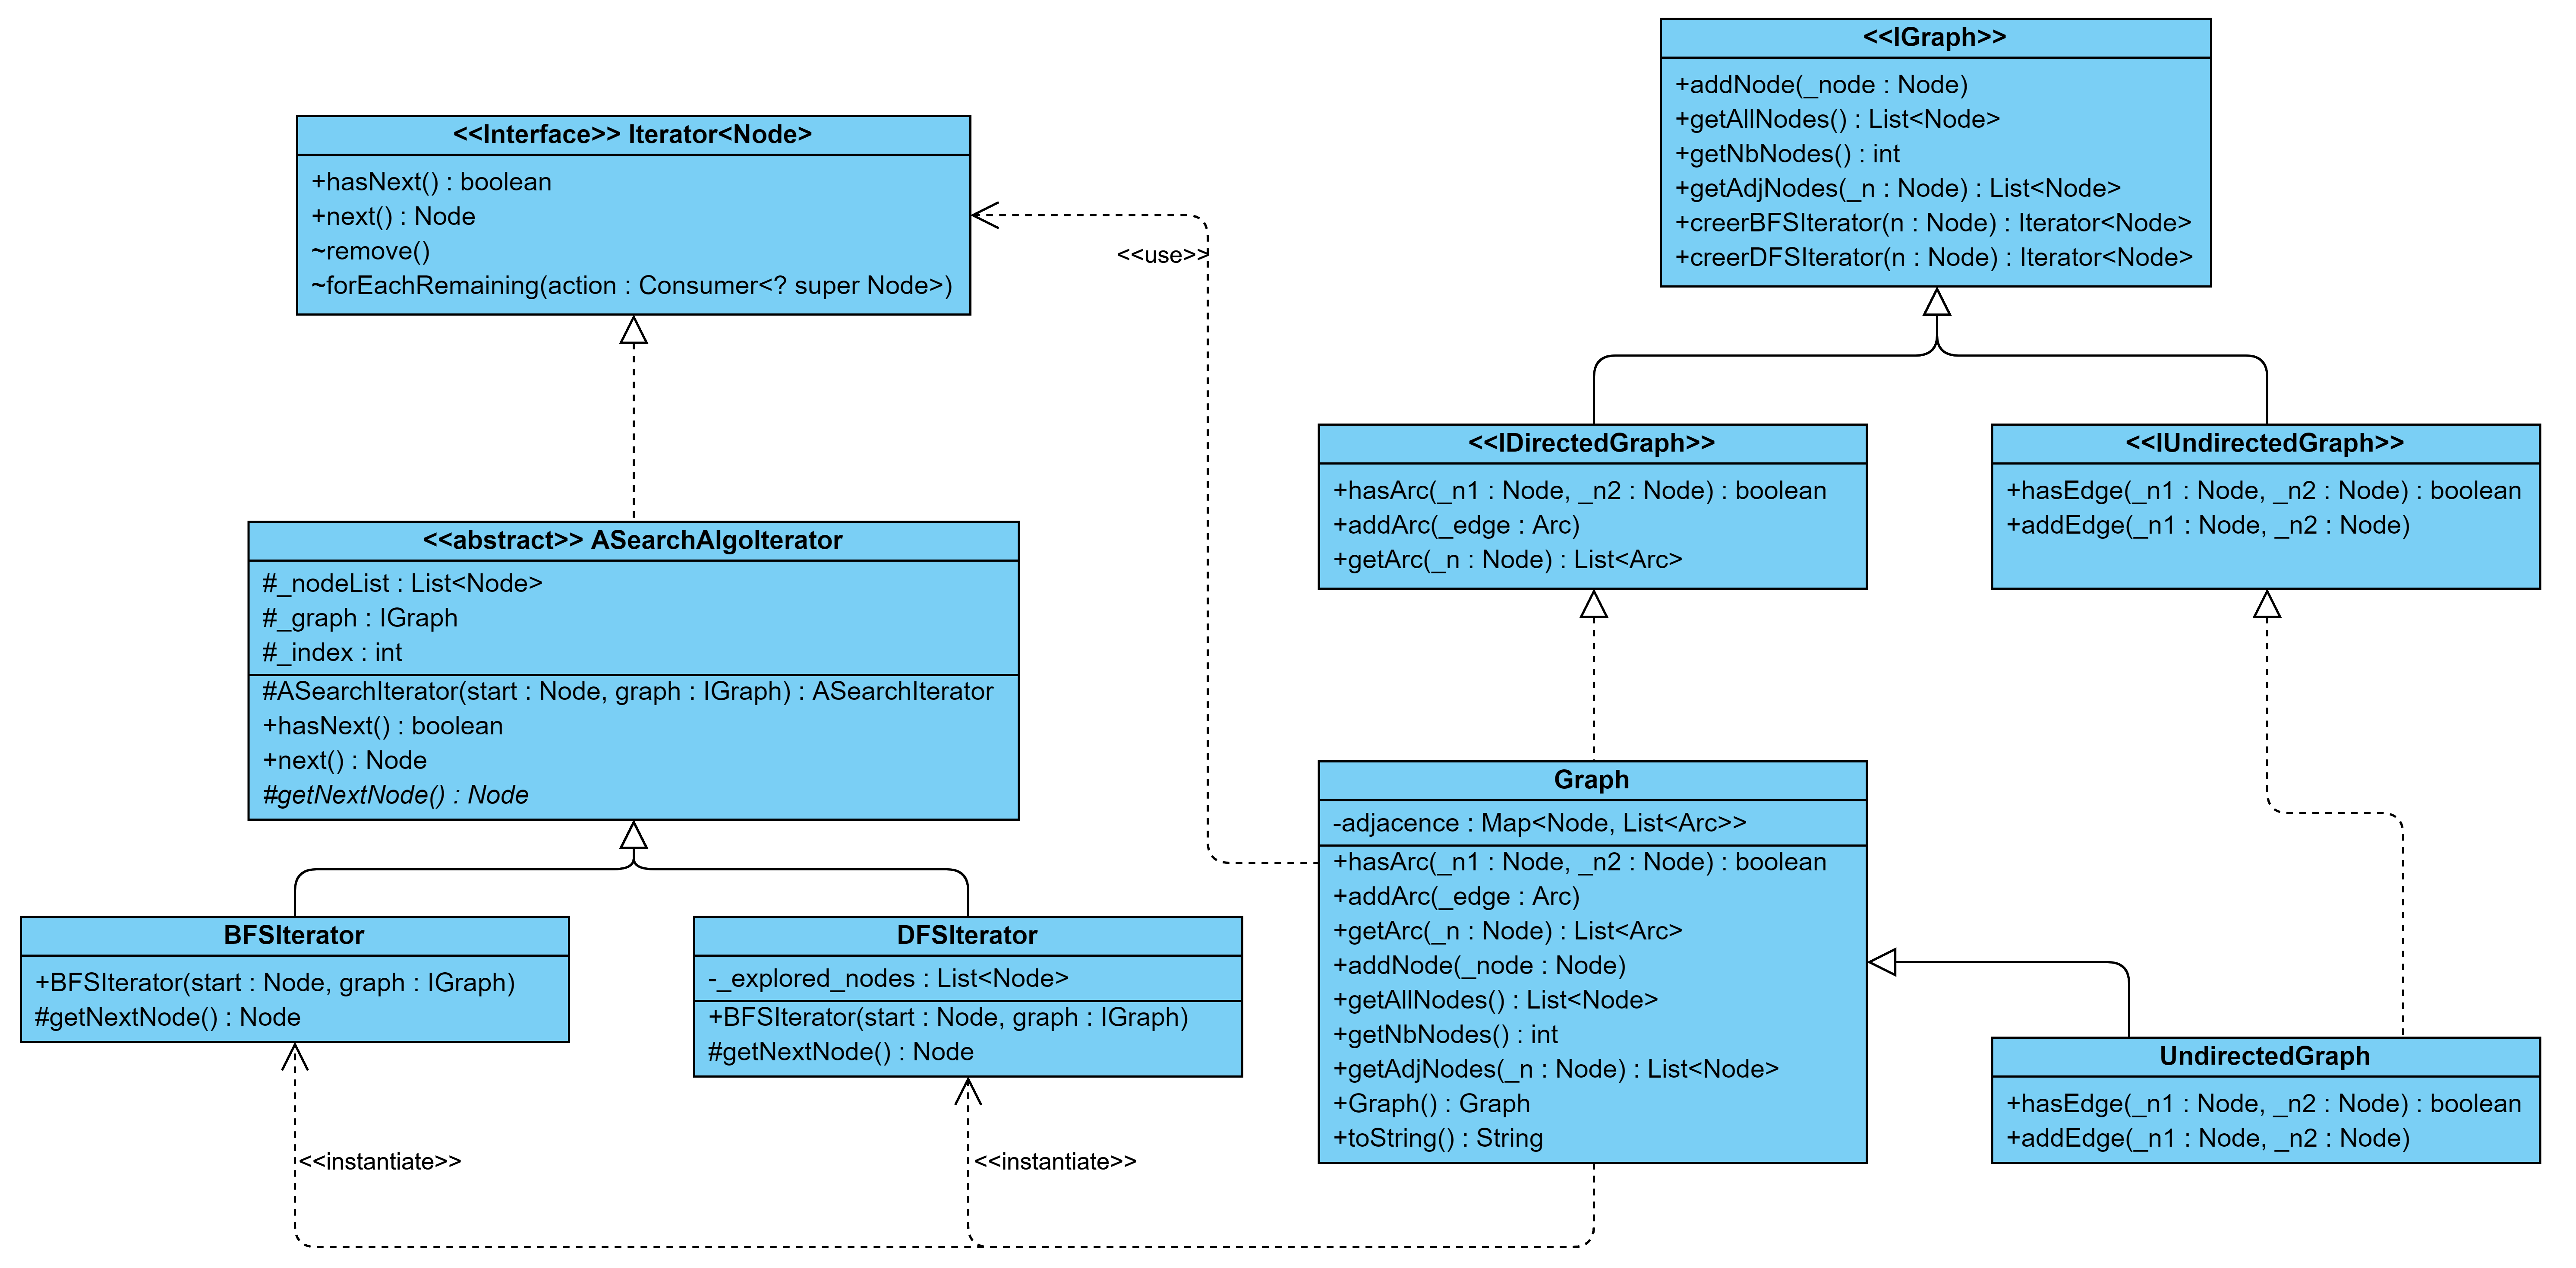 <<IGraph>>
+addNode(_node : Node)
+getAllNodes() : List<Node>
+getNbNodes() : int
+getAdjNodes(_n : Node) : List<Node>
+creerBFSIterator(n : Node) : Iterator<Node>
+creerDFSIterator(n : Node) : Iterator<Node>
<<Interface>> Iterator<Node>
+hasNext() : boolean
+next() : Node
~remove()
~forEachRemaining(action : Consumer<? super Node>)
<<use>>
<<IDirectedGraph>>
+hasArc(_n1 : Node, _n2 : Node) : boolean
+addArc(_edge : Arc)
+getArc(_n : Node) : List<Arc>
<<IUndirectedGraph>>
+hasEdge(_n1 : Node, _n2 : Node) : boolean
+addEdge(_n1 : Node, _n2 : Node)
<<abstract>> ASearchAlgoIterator
#_nodeList : List<Node>
#_graph : IGraph
#_index : int
#ASearchIterator(start : Node, graph : IGraph) : ASearchIterator
+hasNext() : boolean
+next() : Node
#getNextNode() : Node
Graph
-adjacence : Map<Node, List<Arc>>
+hasArc(_n1 : Node, _n2 : Node) : boolean
+addArc(_edge : Arc)
+getArc(_n : Node) : List<Arc>
+addNode(_node : Node)
+getAllNodes() : List<Node>
+getNbNodes() : int
+getAdjNodes(_n : Node) : List<Node>
+Graph() : Graph
+toString() : String
BFSIterator
+BFSIterator(start : Node, graph : IGraph)
#getNextNode() : Node
DFSIterator
-_explored_nodes : List<Node>
+BFSIterator(start : Node, graph : IGraph)
#getNextNode() : Node
UndirectedGraph
+hasEdge(_n1 : Node, _n2 : Node) : boolean
+addEdge(_n1 : Node, _n2 : Node)
<<instantiate>>
<<instantiate>>